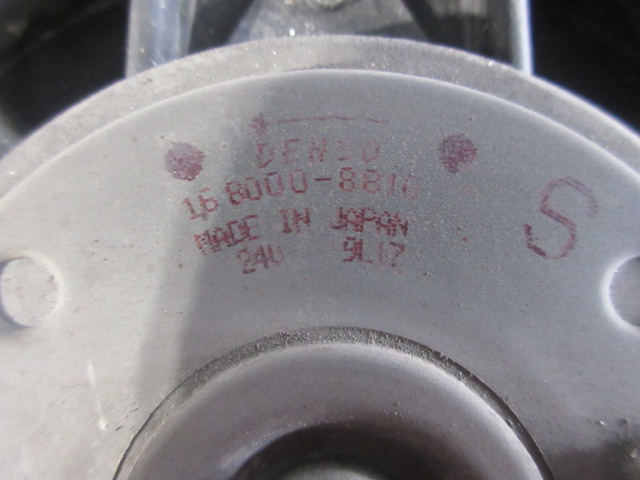 DENSO
168000-8810
MADE IN JAPAN
24V 9L17
S